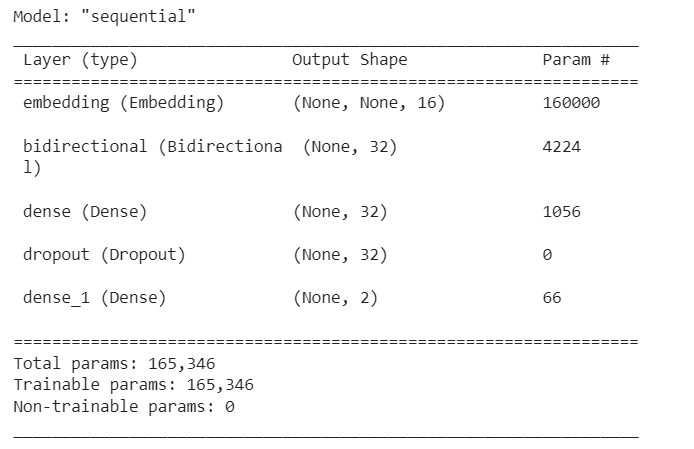 Model: "sequential"
_________________________________________________________________
Layer (type) Output Shape Param #
=================================================================
embedding (Embedding) (None, None, 16) 160000
bidirectional (Bidirectiona (None, 32) 4224
l)
dense (Dense) (None, 32) 1056
dropout (Dropout) (None, 32) 0
dense_1 (Dense) (None, 2) 66
=================================================================
Total params: 165,346
Trainable params: 165,346
Non-trainable params: 0
_________________________________________________________________